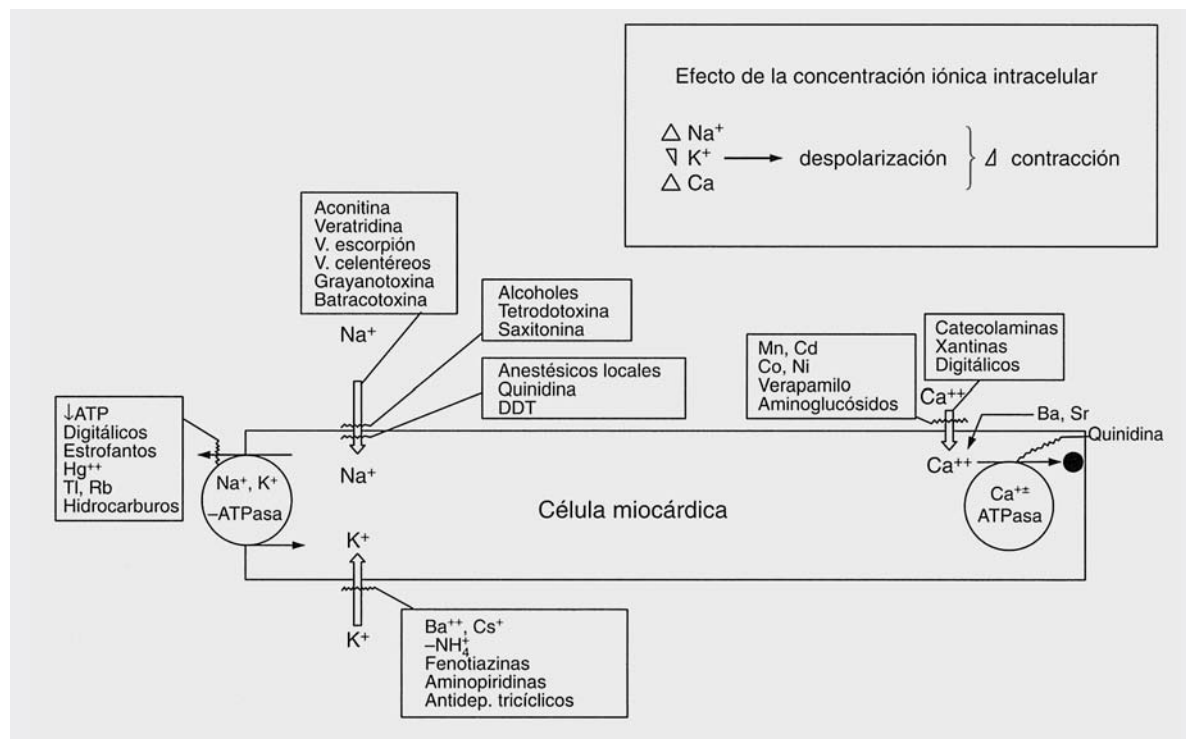 Efecto de la concentración iónica intracelular
△ Na⁺
K⁺ → despolarización
△ Ca
contracción
Aconitina
Veratridina
V. escorpión
V. celentéreos
Grayanotoxina
Batracotoxina
Na⁺
Alcoholes
Tetrodotoxina
Saxitonina
Anestésicos locales
Quinidina
DDT
Mn, Cd
Co, Ni
Verapamilo
Aminoglucósidos
Catecolaminas
Xantinas
Digitálicos
Ca⁺⁺
Ba, Sr
Quinidina
↓ATP
Digitálicos
Estrofantos
Hg⁺⁺
Tl, Rb
Hidrocarburos
Na⁺, K⁺
–ATPasa
Na⁺
Ca⁺⁺
Ca⁺±
ATPasa
Célula miocárdica
K⁺
K⁺
Ba⁺⁺, Cs⁺
–NH₄⁺
Fenotiazinas
Aminopiridinas
Antidep. tricíclicos